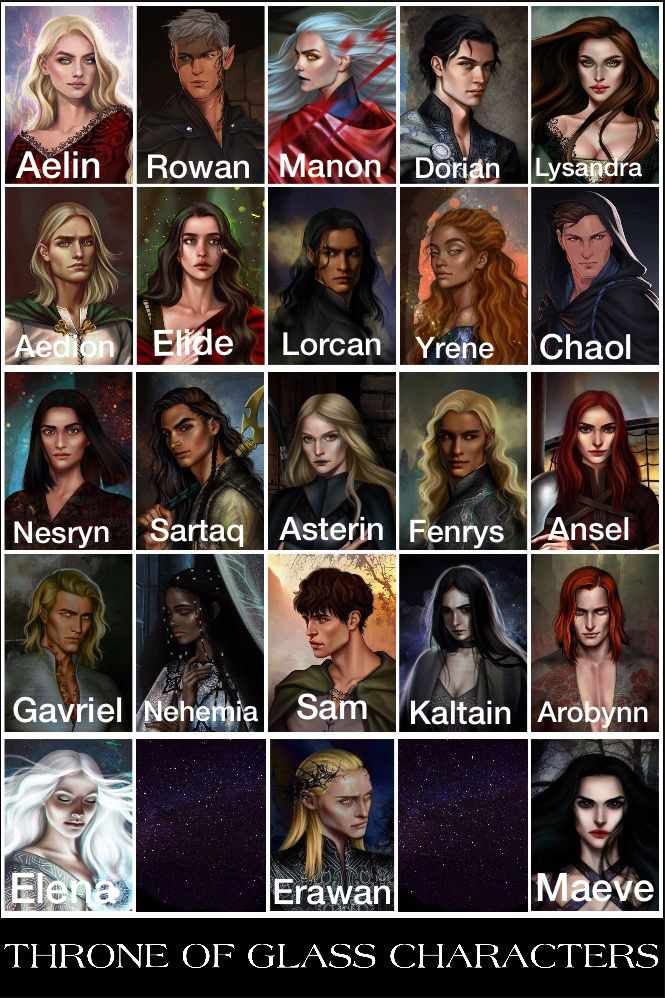 Aelin
Rowan
Manon
Dorian
Lysandra
Aedion
Elide
Lorcan
Yrene
Chaol
Nesryn
Sartaq
Asterin
Fenrys
Ansel
Gavriel
Nehemia
Sam
Kaltain
Arobynn
Elena
Erawan
Maeve
THRONE OF GLASS CHARACTERS